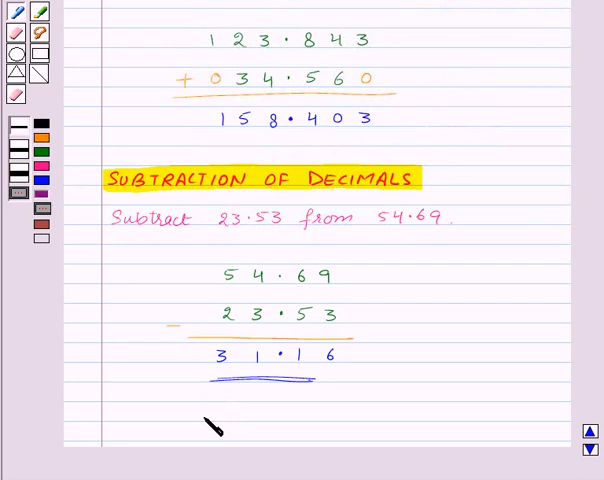 1 2 3 . 8 4 3
+ 0 3 4 . 5 6 0
1 5 8 . 4 0 3
SUBTRACTION OF DECIMALS
Subtract 23.53 from 54.69.
5 4 . 6 9
- 2 3 . 5 3
3 1 . 1 6